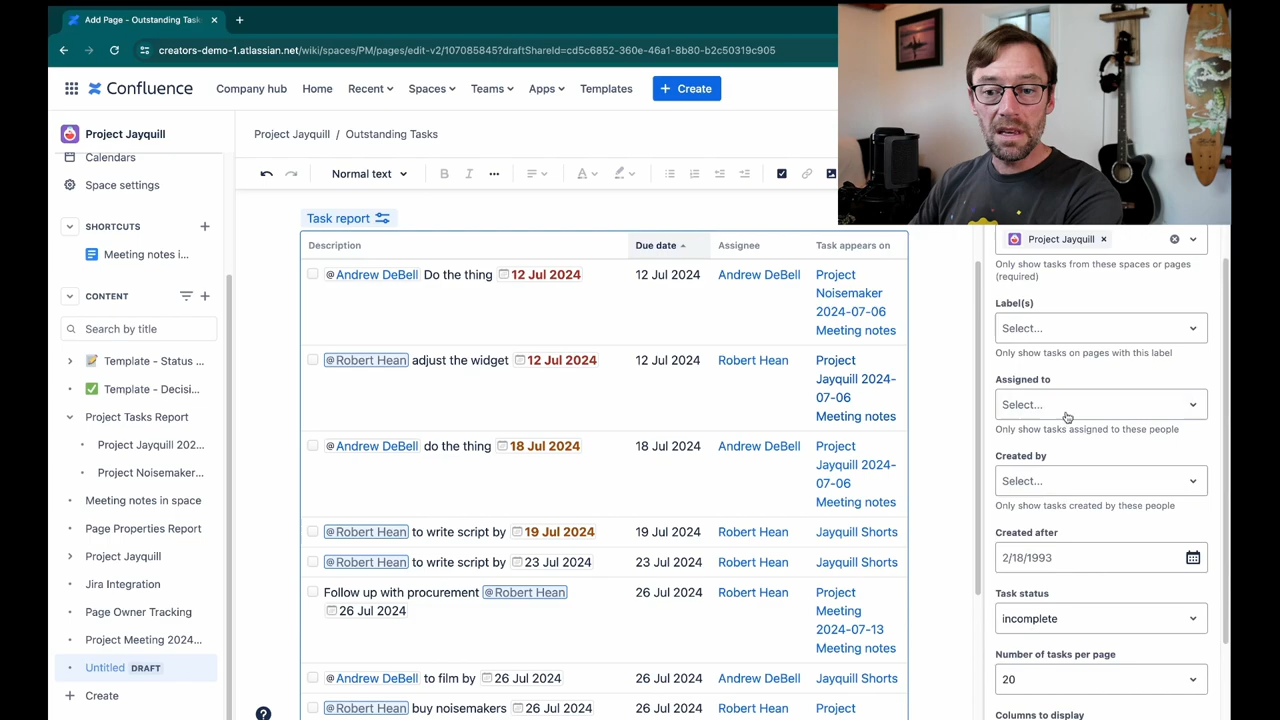 Add Page - Outstanding Task
creators-demo-1.atlassian.net/wiki/spaces/PM/pages/edit-v2/107085845?draftShareId=cd5c6852-360e-46a1-8b80-b2c50319c905
Confluence Company hub Home Recent Spaces Teams Apps Templates + Create
Project Jayquill
Calendars
Space settings
SHORTCUTS
Meeting notes i...
CONTENT
Search by title
Template - Status ...
Template - Decisi...
Project Tasks Report
Project Jayquill 202...
Project Noisemaker...
Meeting notes in space
Page Properties Report
Project Jayquill
Jira Integration
Page Owner Tracking
Project Meeting 2024...
Untitled DRAFT
+ Create
Project Jayquill / Outstanding Tasks
Normal text B I ... A
Task report
Description Due date Assignee Task appears on
@Andrew DeBell Do the thing 12 Jul 2024 12 Jul 2024 Andrew DeBell Project
Noisemaker
2024-07-06
Meeting notes
@Robert Hean adjust the widget 12 Jul 2024 12 Jul 2024 Robert Hean Project
Jayquill 2024-
07-06
Meeting notes
@Andrew DeBell do the thing 18 Jul 2024 18 Jul 2024 Andrew DeBell Project
Jayquill 2024-
07-06
Meeting notes
@Robert Hean to write script by 19 Jul 2024 19 Jul 2024 Robert Hean Jayquill Shorts
@Robert Hean to write script by 23 Jul 2024 23 Jul 2024 Robert Hean Jayquill Shorts
Follow up with procurement @Robert Hean 26 Jul 2024 Robert Hean Project
26 Jul 2024 Meeting
2024-07-13
Meeting notes
@Andrew DeBell to film by 26 Jul 2024 26 Jul 2024 Andrew DeBell Jayquill Shorts
@Robert Hean buy noisemakers 26 Jul 2024 26 Jul 2024 Robert Hean Project
Project Jayquill
Only show tasks from these spaces or pages
(required)
Label(s)
Select...
Only show tasks on pages with this label
Assigned to
Select...
Only show tasks assigned to these people
Created by
Select...
Only show tasks created by these people
Created after
2/18/1993
Task status
incomplete
Number of tasks per page
20
Columns to display